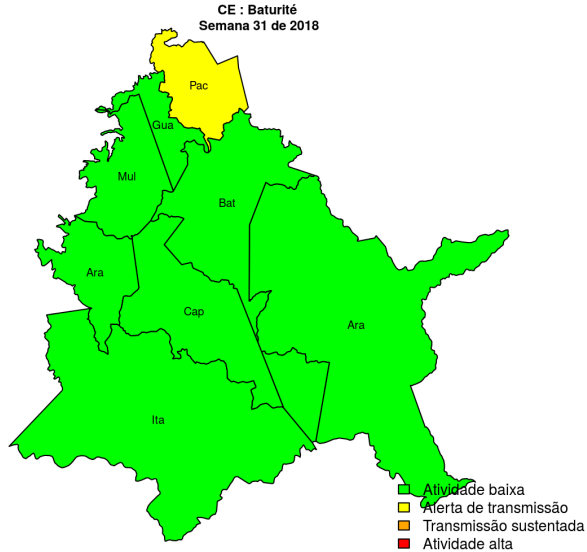 CE : Baturité
Semana 31 de 2018
Pac
Gua
Mul
Bat
Ara
Cap
Ara
Ita
Atividade baixa
Alerta de transmissão
Transmissão sustentada
Atividade alta